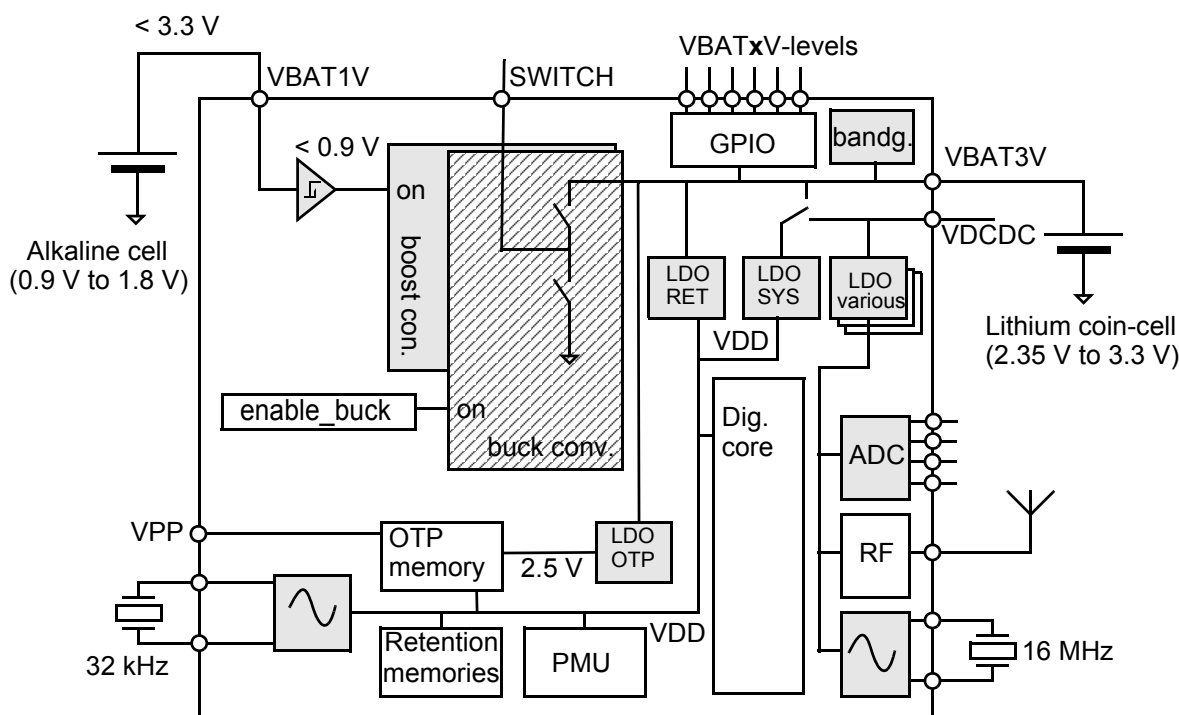 < 3.3 V
VBATxV-levels
VBAT1V
SWITCH
< 0.9 V
GPIO
bandg.
VBAT3V
on
boost con.
VDCDC
Alkaline cell
(0.9 V to 1.8 V)
LDO
RET
LDO
SYS
LDO
various
Lithium coin-cell
(2.35 V to 3.3 V)
VDD
enable_buck
on
buck conv.
Dig.
core
ADC
VPP
OTP
memory
2.5 V
LDO
OTP
RF
32 kHz
Retention
memories
PMU
VDD
16 MHz